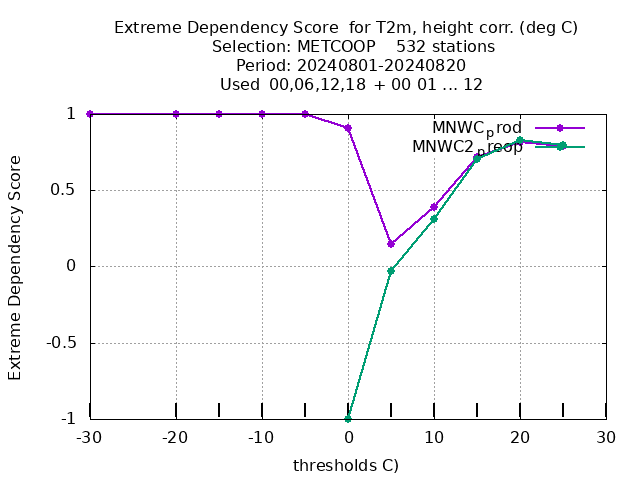 Extreme Dependency Score  for T2m, height corr. (deg C)
Selection: METCOOP    532 stations
Period: 20240801-20240820
Used  00,06,12,18  + 00 01 ... 12
MNWC_prod
MNWC2_preop
1
0.5
0
-0.5
-1
Extreme Dependency Score
-30
-20
-10
0
10
20
30
thresholds C)